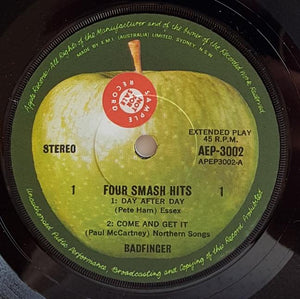 Apple Records. All Rights of the Manufacturer and of the Owner of the Recorded Work Reserved.
MADE BY E.M.I. (AUSTRALIA) LIMITED. SYDNEY, N.S.W.
SAMPLE RECORD
NOT FOR SALE
EXTENDED PLAY
45 R.P.M.
STEREO
AEP-3002
APEP3002-A
1 FOUR SMASH HITS 1
1: DAY AFTER DAY
(Pete Ham) Essex
2: COME AND GET IT
(Paul McCartney) Northern Songs
BADFINGER
Unauthorised Public Performance, Broadcasting and Copying of this Record Prohibited.